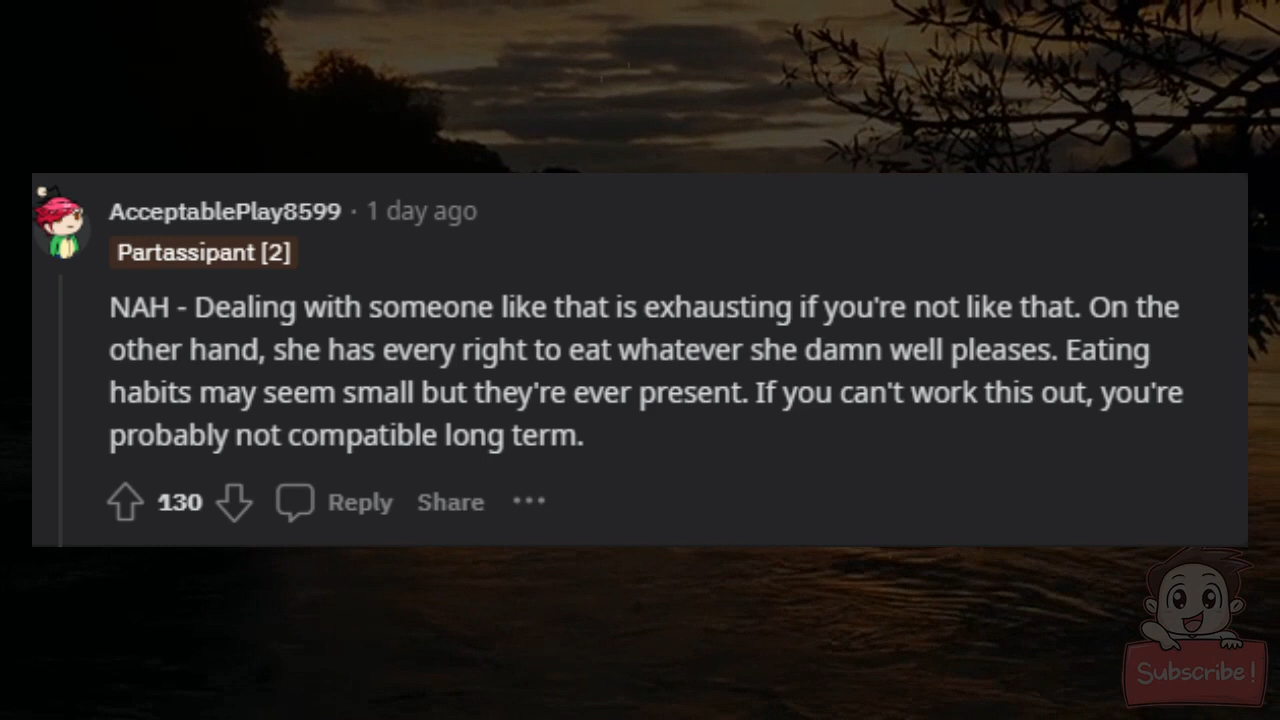 AcceptablePlay8599 · 1 day ago
Partassipant [2]
NAH - Dealing with someone like that is exhausting if you're not like that. On the
other hand, she has every right to eat whatever she damn well pleases. Eating
habits may seem small but they're ever present. If you can't work this out, you're
probably not compatible long term.
130 Reply Share ...
Subscribe!